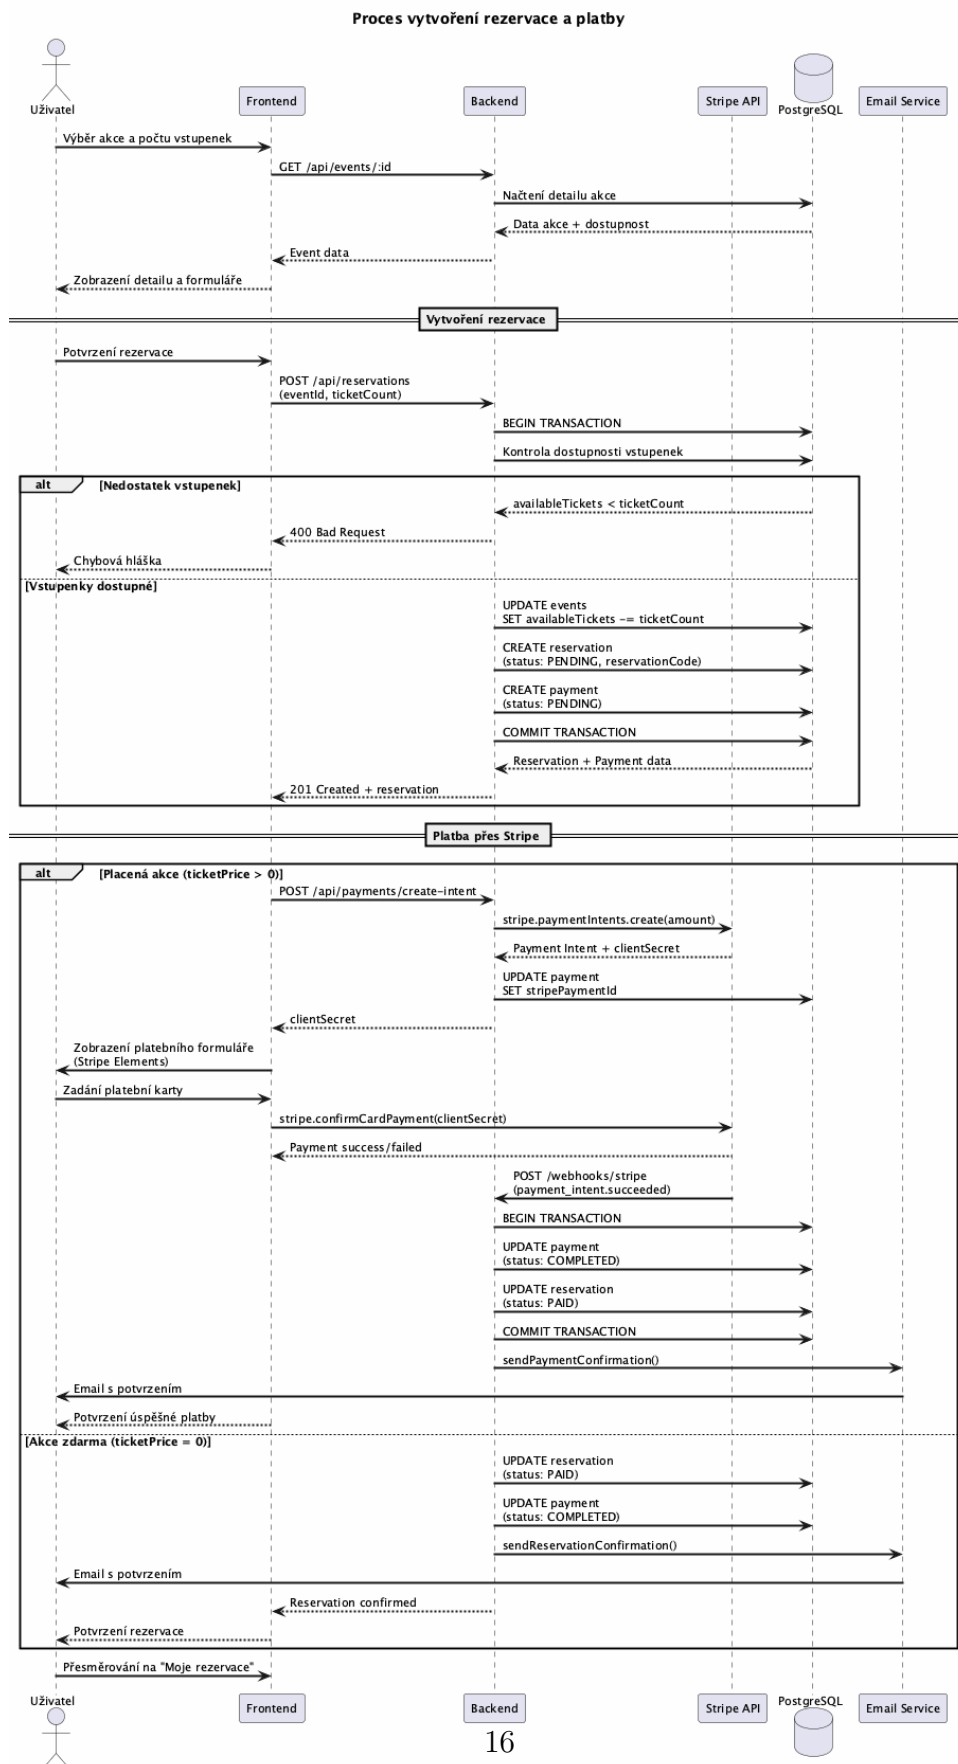 Proces vytvoření rezervace a platby
Uživatel
Frontend
Backend
Stripe API
PostgreSQL
Email Service
Výběr akce a počtu vstupenek
GET /api/events/:id
Načtení detailu akce
Data akce + dostupnost
Event data
Zobrazení detailu a formuláře
Vytvoření rezervace
Potvrzení rezervace
POST /api/reservations
(eventId, ticketCount)
BEGIN TRANSACTION
Kontrola dostupnosti vstupenek
alt [Nedostatek vstupenek]
availableTickets < ticketCount
400 Bad Request
Chybová hláška
[Vstupenky dostupné]
UPDATE events
SET availableTickets -= ticketCount
CREATE reservation
(status: PENDING, reservationCode)
CREATE payment
(status: PENDING)
COMMIT TRANSACTION
Reservation + Payment data
201 Created + reservation
Platba přes Stripe
alt [Placená akce (ticketPrice > 0)]
POST /api/payments/create-intent
stripe.paymentIntents.create(amount)
Payment Intent + clientSecret
UPDATE payment
SET stripePaymentId
clientSecret
Zobrazení platebního formuláře
(Stripe Elements)
Zadání platební karty
stripe.confirmCardPayment(clientSecret)
Payment success/failed
POST /webhooks/stripe
(payment_intent.succeeded)
BEGIN TRANSACTION
UPDATE payment
(status: COMPLETED)
UPDATE reservation
(status: PAID)
COMMIT TRANSACTION
sendPaymentConfirmation()
Email s potvrzením
Potvrzení úspěšné platby
[Akce zdarma (ticketPrice = 0)]
UPDATE reservation
(status: PAID)
UPDATE payment
(status: COMPLETED)
sendReservationConfirmation()
Email s potvrzením
Reservation confirmed
Potvrzení rezervace
Přesměrování na "Moje rezervace"
Uživatel
Frontend
Backend
Stripe API
PostgreSQL
Email Service
16